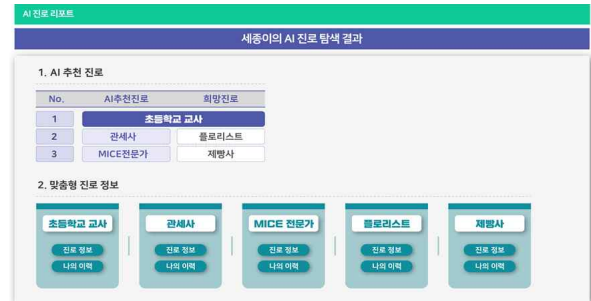 AI 진로 리포트
세종이의 AI 진로 탐색 결과
1. AI 추천 진로
No. AI추천진로 희망진로
1 초등학교 교사
2 관세사 플로리스트
3 MICE전문가 제빵사
2. 맞춤형 진로 정보
초등학교 교사 관세사 MICE 전문가 플로리스트 제빵사
진로 정보 진로 정보 진로 정보 진로 정보 진로 정보
나의 이력 나의 이력 나의 이력 나의 이력 나의 이력